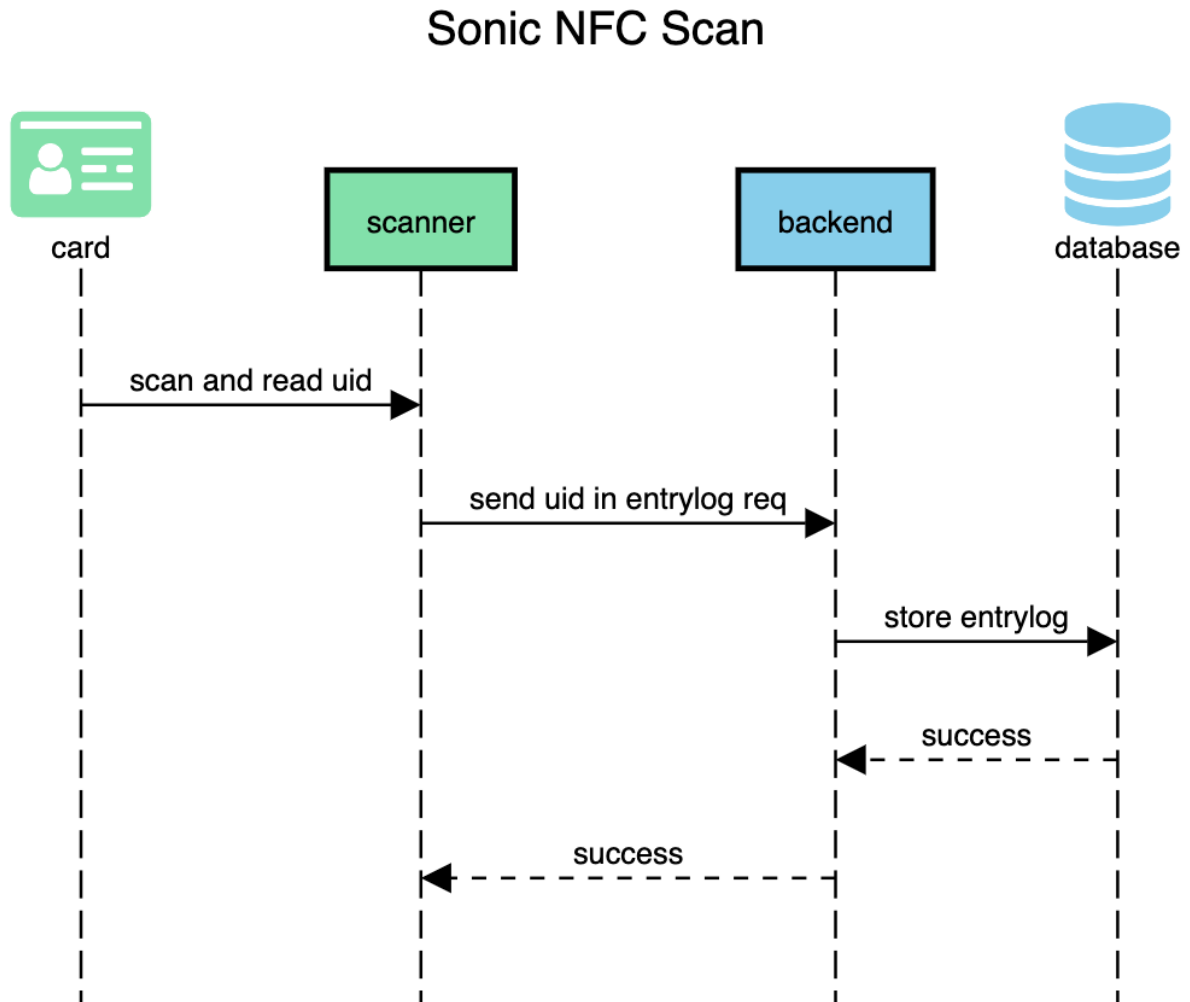 Sonic NFC Scan
card
scanner
backend
database
scan and read uid
send uid in entrylog req
store entrylog
success
success